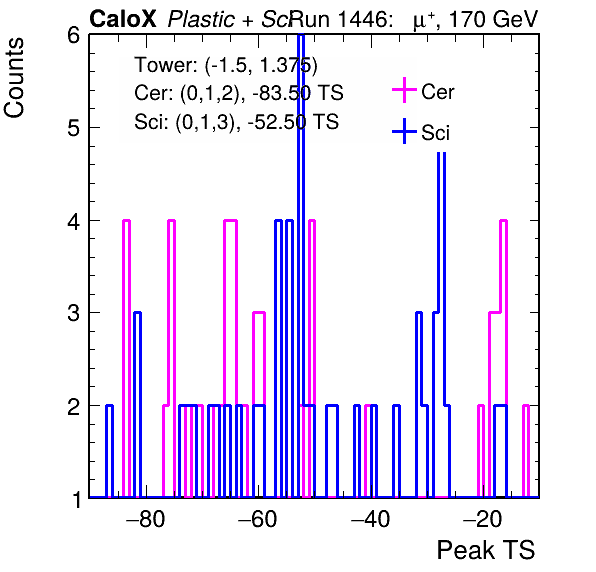 CaloX Plastic + Sci Run 1446: μ⁺, 170 GeV
Counts
Tower: (-1.5, 1.375)
Cer: (0,1,2), -83.50 TS
Sci: (0,1,3), -52.50 TS
Cer
Sci
6
5
4
3
2
1
−80 −60 −40 −20
Peak TS